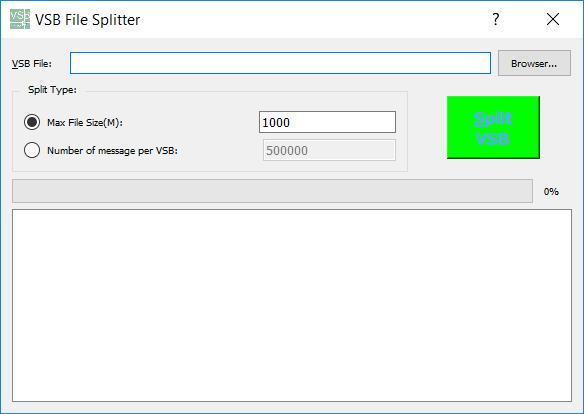 VSB File Splitter
?
VSB File:
Browser...
Split Type:
Max File Size(M):
1000
Number of message per VSB:
500000
Split
VSB
0%